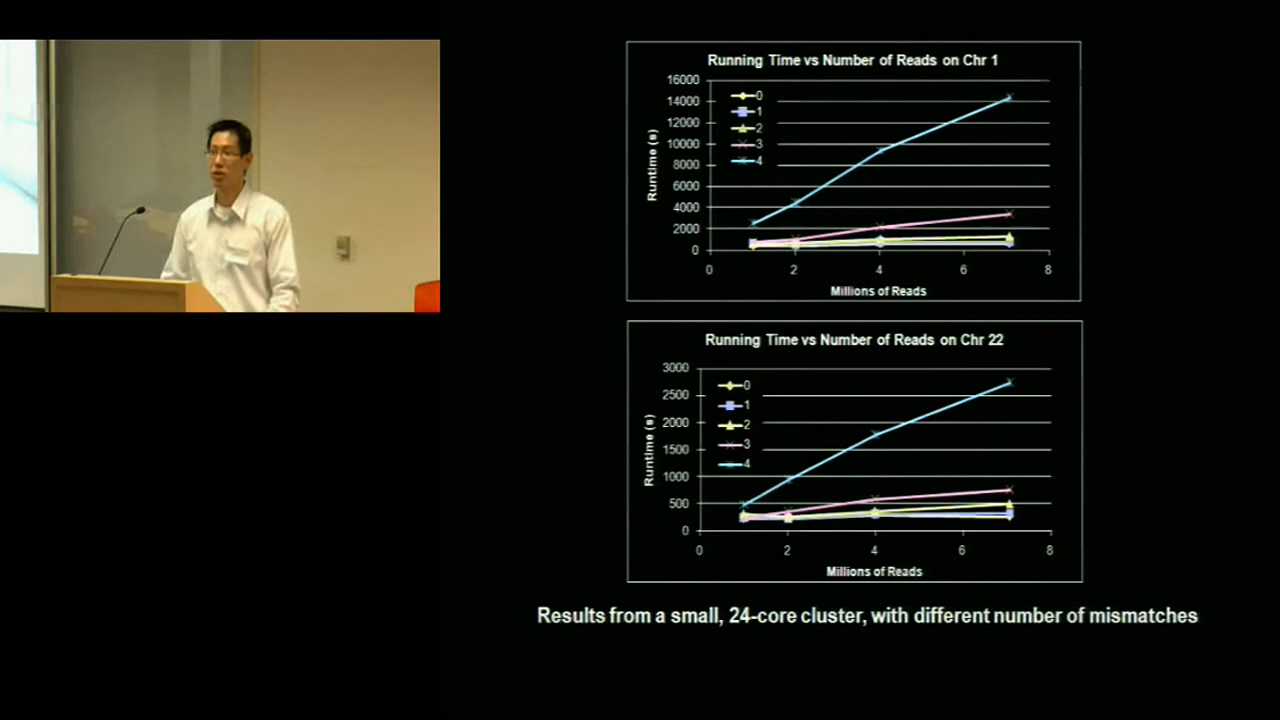 Running Time vs Number of Reads on Chr 1
16000
14000
12000
10000
8000
6000
4000
2000
0
Runtime (s)
0
1
2
3
4
0 2 4 6 8
Millions of Reads
Running Time vs Number of Reads on Chr 22
3000
2500
2000
1500
1000
500
0
Runtime (s)
0
1
2
3
4
0 2 4 6 8
Millions of Reads
Results from a small, 24-core cluster, with different number of mismatches